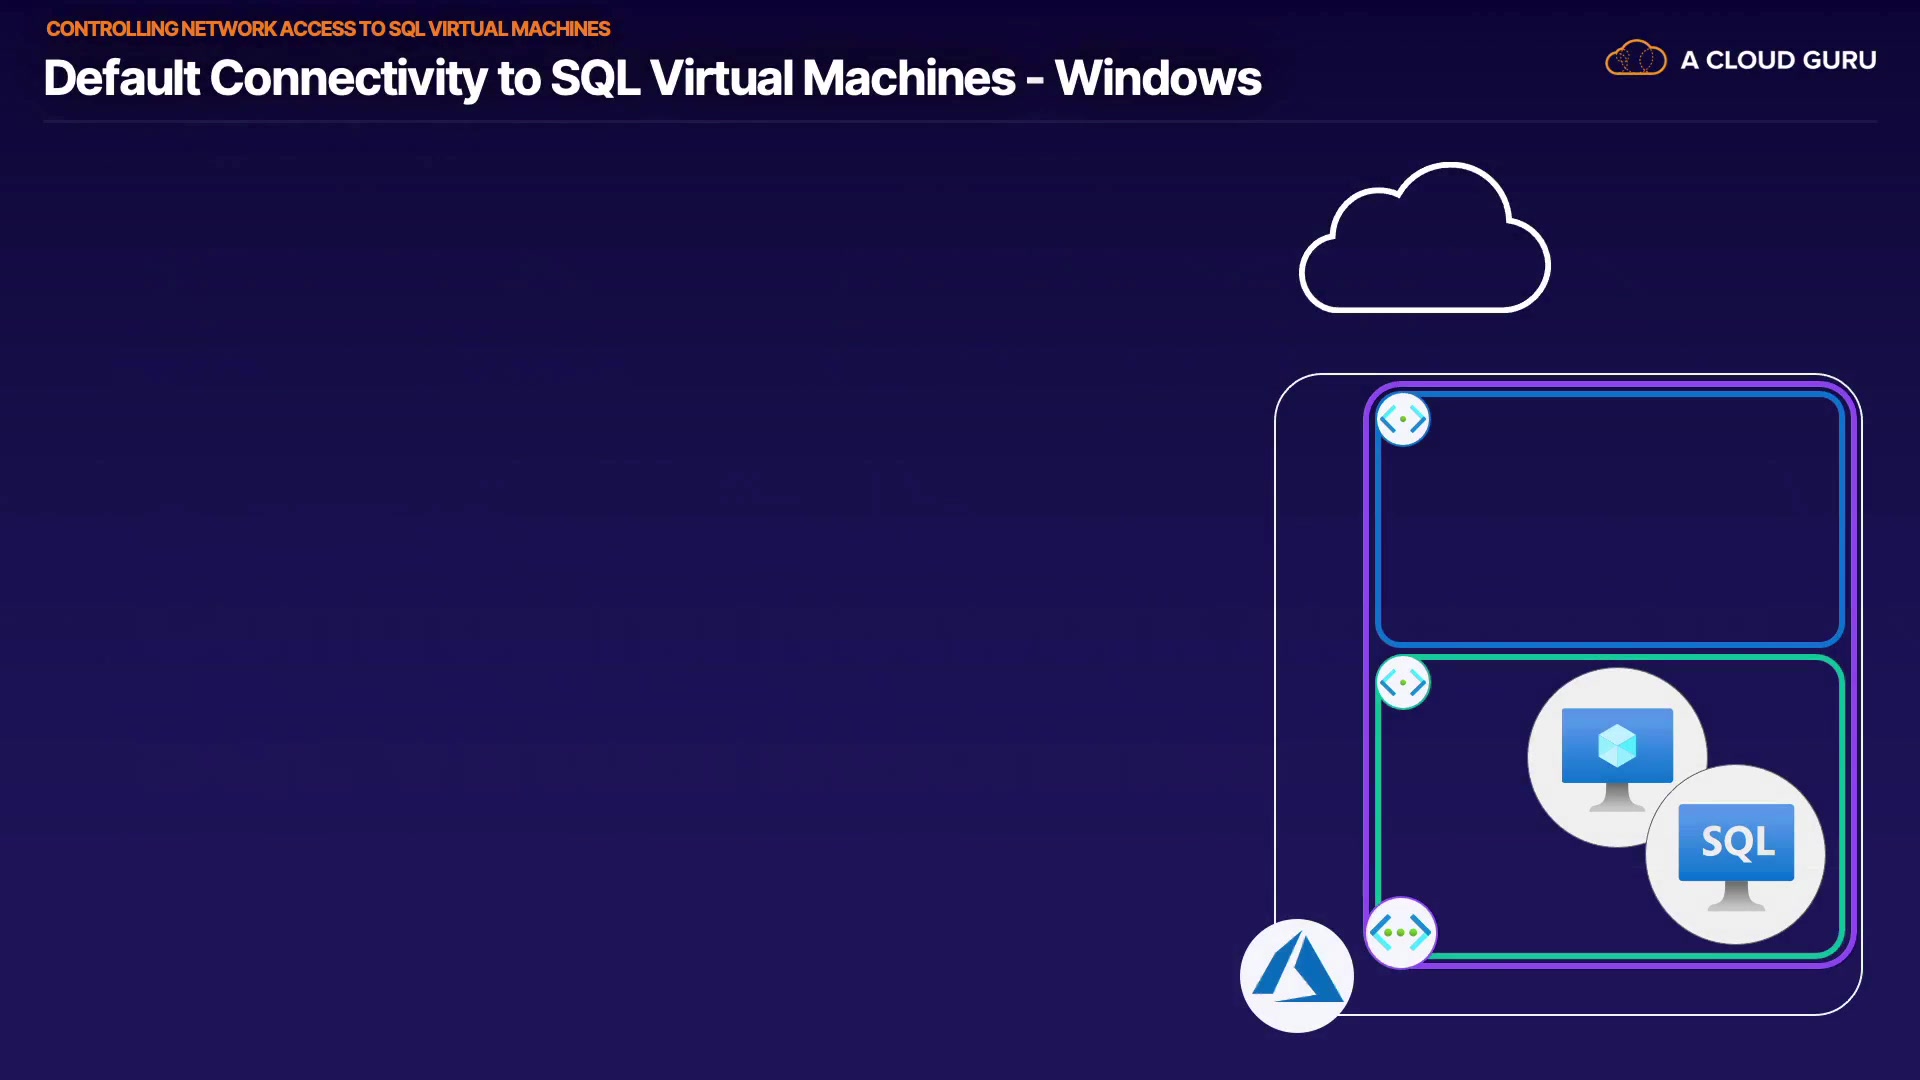 CONTROLLING NETWORK ACCESS TO SQL VIRTUAL MACHINES
Default Connectivity to SQL Virtual Machines - Windows
A CLOUD GURU
SQL